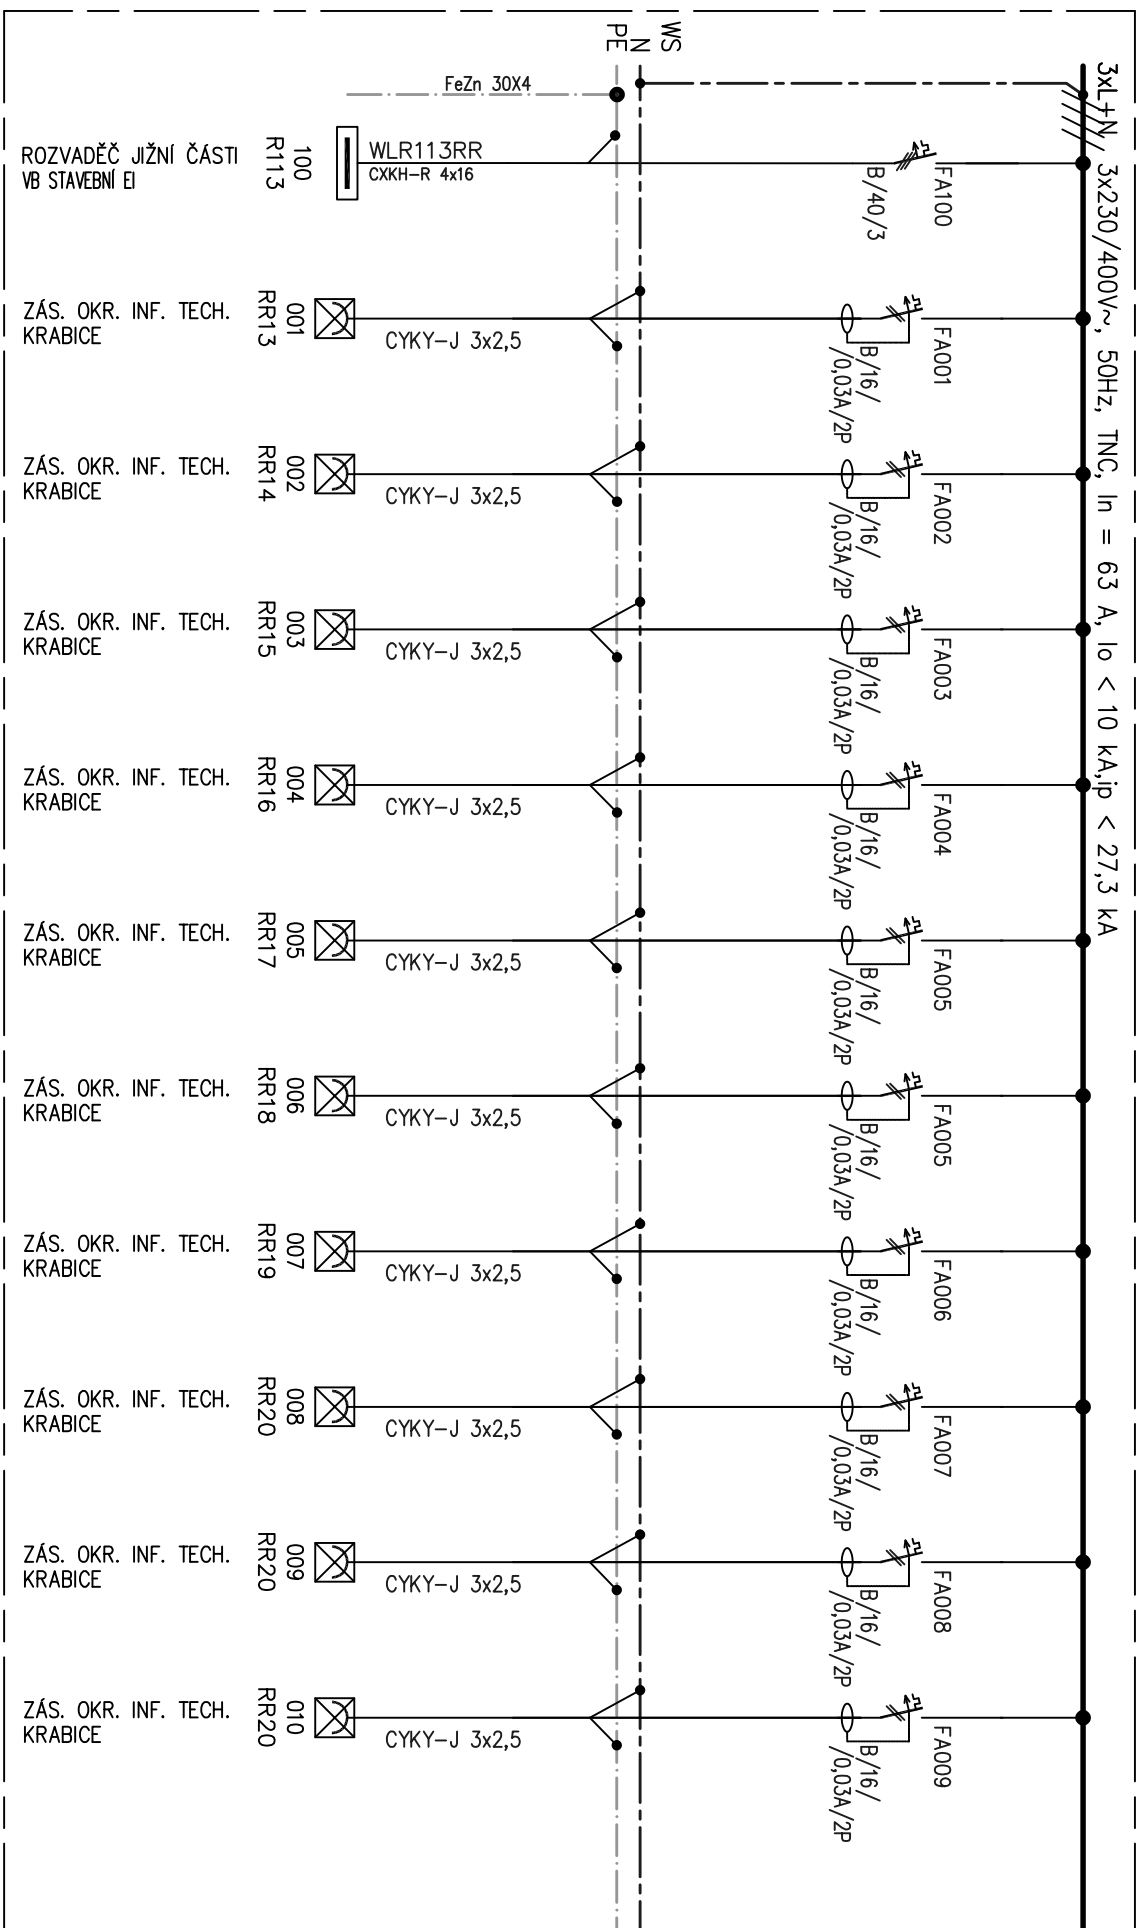 3xL+N, 3x230/400V~, 50Hz, TNC, In = 63 A, Io < 10 kA,ip < 27,3 kA
WS
N
PE
FeZn 30X4
FA100
B/40/3
WLR113RR
CXKH-R 4x16
100
R113
ROZVADĚČ JIŽNÍ ČÁSTI
VB STAVEBNÍ EI
FA001
B/16/
/0,03A/2P
CYKY-J 3x2,5
001
RR13
ZÁS. OKR. INF. TECH.
KRABICE
FA002
B/16/
/0,03A/2P
CYKY-J 3x2,5
002
RR14
ZÁS. OKR. INF. TECH.
KRABICE
FA003
B/16/
/0,03A/2P
CYKY-J 3x2,5
003
RR15
ZÁS. OKR. INF. TECH.
KRABICE
FA004
B/16/
/0,03A/2P
CYKY-J 3x2,5
004
RR16
ZÁS. OKR. INF. TECH.
KRABICE
FA005
B/16/
/0,03A/2P
CYKY-J 3x2,5
005
RR17
ZÁS. OKR. INF. TECH.
KRABICE
FA005
B/16/
/0,03A/2P
CYKY-J 3x2,5
006
RR18
ZÁS. OKR. INF. TECH.
KRABICE
FA006
B/16/
/0,03A/2P
CYKY-J 3x2,5
007
RR19
ZÁS. OKR. INF. TECH.
KRABICE
FA007
B/16/
/0,03A/2P
CYKY-J 3x2,5
008
RR20
ZÁS. OKR. INF. TECH.
KRABICE
FA008
B/16/
/0,03A/2P
CYKY-J 3x2,5
009
RR20
ZÁS. OKR. INF. TECH.
KRABICE
FA009
B/16/
/0,03A/2P
CYKY-J 3x2,5
010
RR20
ZÁS. OKR. INF. TECH.
KRABICE